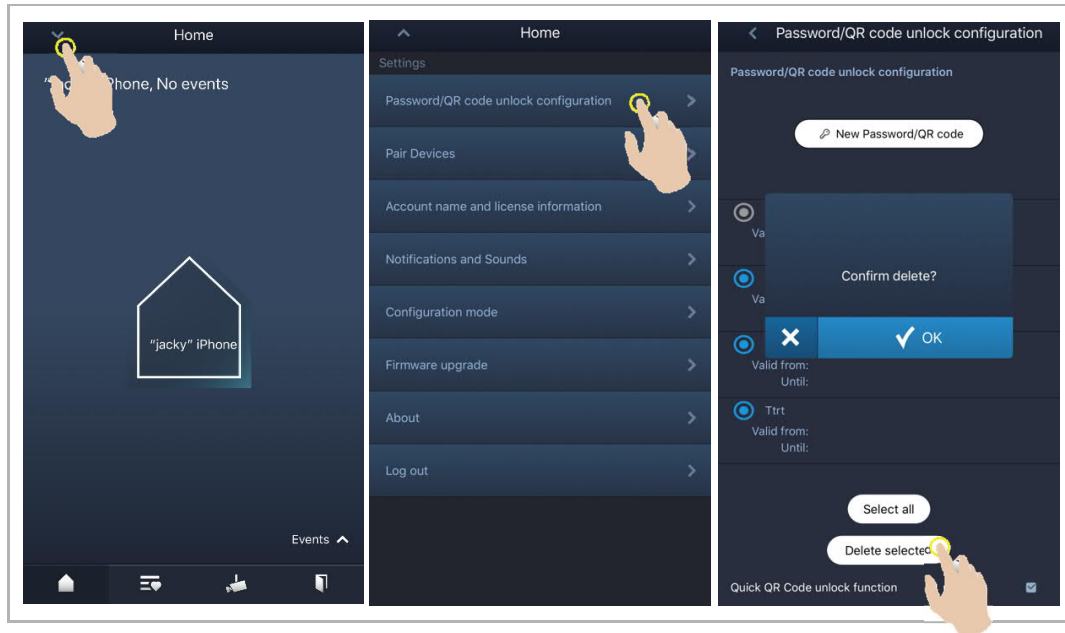 Home
iPhone, No events
"jacky" iPhone
Events
Home
Settings
Password/QR code unlock configuration
Pair Devices
Account name and license information
Notifications and Sounds
Configuration mode
Firmware upgrade
About
Log out
Password/QR code unlock configuration
Password/QR code unlock configuration
New Password/QR code
Va
Confirm delete?
Va
OK
Valid from:
Until:
Ttrt
Valid from:
Until:
Select all
Delete selected
Quick QR Code unlock function